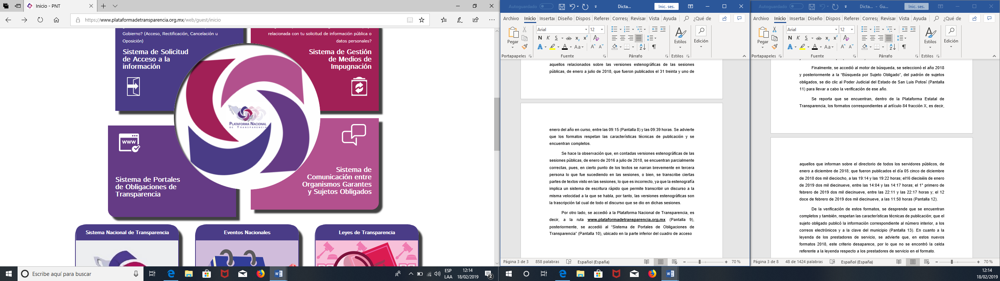 Inicio - PNT
https://www.plataformadetransparencia.org.mx/web/guest/inicio
Gobierno? (Acceso, Rectificación, Cancelación u
Oposición)
Sistema de Solicitud
de Acceso a la
información
relacionada con tu solicitud de información pública o
datos personales?
Sistema de Gestión
de Medios de
Impugnación
PLATAFORMA NACIONAL
DE TRANSPARENCIA
WWW
Sistema de Portales
de Obligaciones de
Transparencia
Sistema de
Comunicación entre
Organismos Garantes
y Sujetos Obligados
Sistema Nacional de Transparencia
Eventos Nacionales
Leyes de Transparencia
Escribe aquí para buscar
ESP
LAA
12:14
18/02/2019
2
Autoguardado
Dicta...
Inic. ses.
Archivo Inicio Insertar Diseño Dispos Referer Corresp Revisar Vista Ayuda ¿Qué de
Pegar
Arial 12
N K S ab x₂ x²
A A Aa A A
Estilos
Edición
Portapapeles Fuente Párrafo Estilos
aquellos relacionados sobre las versiones estenográficas de las sesiones
públicas, de enero a julio de 2018, que fueron publicados el 31 treinta y uno de
enero del año en curso, entre las 09:15 (Pantalla 8) y las 09:39 horas. Se advierte
que los formatos respetan las características técnicas de publicación y se
encuentran completos.
Se hace la observación que, en contadas versiones estenográficas de las
sesiones públicas, de enero de 2016 a julio de 2018, se encuentran parcialmente
correctas, pues, en cierto punto de los textos se narran brevemente en tercera
persona lo que fue sucediendo en las sesiones, o bien, se transcribe ciertas
partes de textos visto en las sesiones, lo que es incorrecto, ya que la estenografía
implica un sistema de escritura rápido que permite transcribir un discurso a la
misma velocidad a la que se habla, por tanto, las versiones estenográficas son
la trascripción tal cual de todo el discurso que se dio en dichas sesiones.
Por otro lado, se accedió a la Plataforma Nacional de Transparencia, es
decir, a la ruta www.plataformadetransparencia.org.mx (Pantalla 9),
posteriormente, se accedió al “Sistema de Portales de Obligaciones de
Transparencia” (Pantalla 10), ubicado en la parte inferior del cuadro de acceso
Página 3 de 3 858 palabras Español (España) 70 %
Autoguardado
Dicta... - Gu...
Inic. ses.
Archivo Inicio Insertar Diseño Dispos Referer Corresp Revisar Vista Ayuda ¿Qué de
Pegar
Arial 12
N K S ab x₂ x²
A A Aa A A
Estilos
Edición
Portapapeles Fuente Párrafo Estilos
Finalmente, se accedió al motor de búsqueda, se seleccionó el año 2018
y posteriormente a la “Búsqueda por Sujeto Obligado”, del padrón de sujetos
obligados, se dio clic al Poder Judicial del Estado de San Luis Potosí (Pantalla
11) para llevar a cabo la verificación de ese año.
Se reporta que se encuentran, dentro de la Plataforma Estatal de
Transparencia, los formatos correspondientes al artículo 84 fracción X, es decir,
aquellos que informan sobre el directorio de todos los servidores públicos, de
enero a diciembre de 2018; que fueron publicados el día 05 cinco de diciembre
de 2018 dos mil dieciocho, a las 19:14 y las 19:22 horas; el16 dieciséis de enero
de 2019 dos mil diecinueve, entre las 14:04 y las 14:17 horas; el 1° primero de
febrero de 2019 dos mil diecinueve, entre las 22:11 y las 22:17 horas y; el 12
doce de febrero de 2019 dos mil diecinueve, a las 11:50 horas (Pantalla 12).
De la verificación de estos formatos, se desprende que se encuentran
completos y también, respetan las características técnicas de publicación; que el
sujeto obligado publicó la información correspondiente al número interior, a los
correos electrónicos y a la clave del municipio (Pantalla 13). En cuanto a la
leyenda de los prestadores de servicio, se advierte que, en estos nuevos
formatos 2018, este criterio desaparece, por lo que no se encontró la celda
referente a la leyenda respecto a los prestadores de servicio en el formato.
Página 3 de 8 48 de 1424 palabras Español (España) 70 %
12:14
18/02/2019